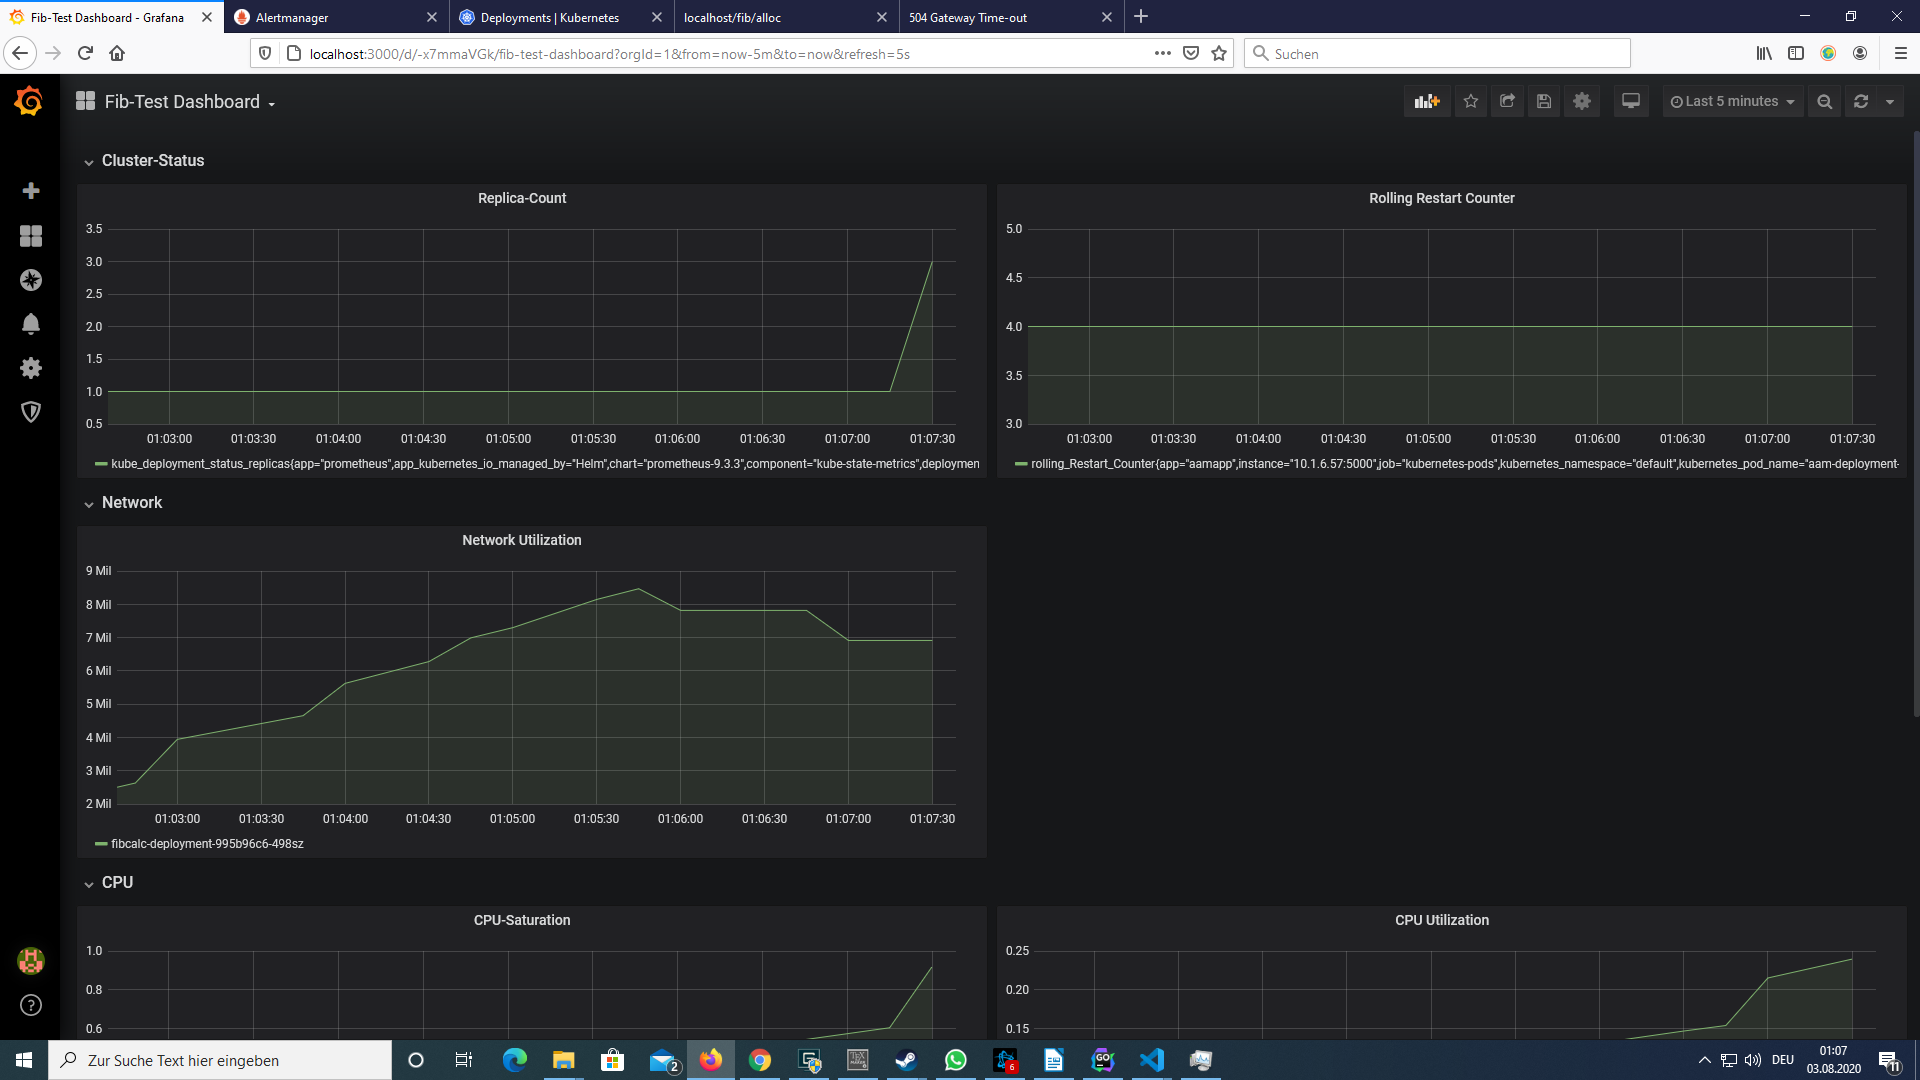 Fib-Test Dashboard - Grafana
Alertmanager
Deployments | Kubernetes
localhost/fib/alloc
504 Gateway Time-out
localhost:3000/d/-x7mmaVGk/fib-test-dashboard?orgId=1&from=now-5m&to=now&refresh=5s
Suchen
Fib-Test Dashboard
Last 5 minutes
Cluster-Status
Replica-Count
3.5
3.0
2.5
2.0
1.5
1.0
0.5
01:03:00 01:03:30 01:04:00 01:04:30 01:05:00 01:05:30 01:06:00 01:06:30 01:07:00 01:07:30
kube_deployment_status_replicas{app="prometheus",app_kubernetes_io_managed_by="Helm",chart="prometheus-9.3.3",component="kube-state-metrics",deploymen
Rolling Restart Counter
5.0
4.5
4.0
3.5
3.0
01:03:00 01:03:30 01:04:00 01:04:30 01:05:00 01:05:30 01:06:00 01:06:30 01:07:00 01:07:30
rolling_Restart_Counter{app="aamapp",instance="10.1.6.57:5000",job="kubernetes-pods",kubernetes_namespace="default",kubernetes_pod_name="aam-deployment-
Network
Network Utilization
9 Mil
8 Mil
7 Mil
6 Mil
5 Mil
4 Mil
3 Mil
2 Mil
01:03:00 01:03:30 01:04:00 01:04:30 01:05:00 01:05:30 01:06:00 01:06:30 01:07:00 01:07:30
fibcalc-deployment-995b96c6-498sz
CPU
CPU-Saturation
1.0
0.8
0.6
CPU Utilization
0.25
0.20
0.15
Zur Suche Text hier eingeben
2
6
GO
DEU
01:07
03.08.2020
11